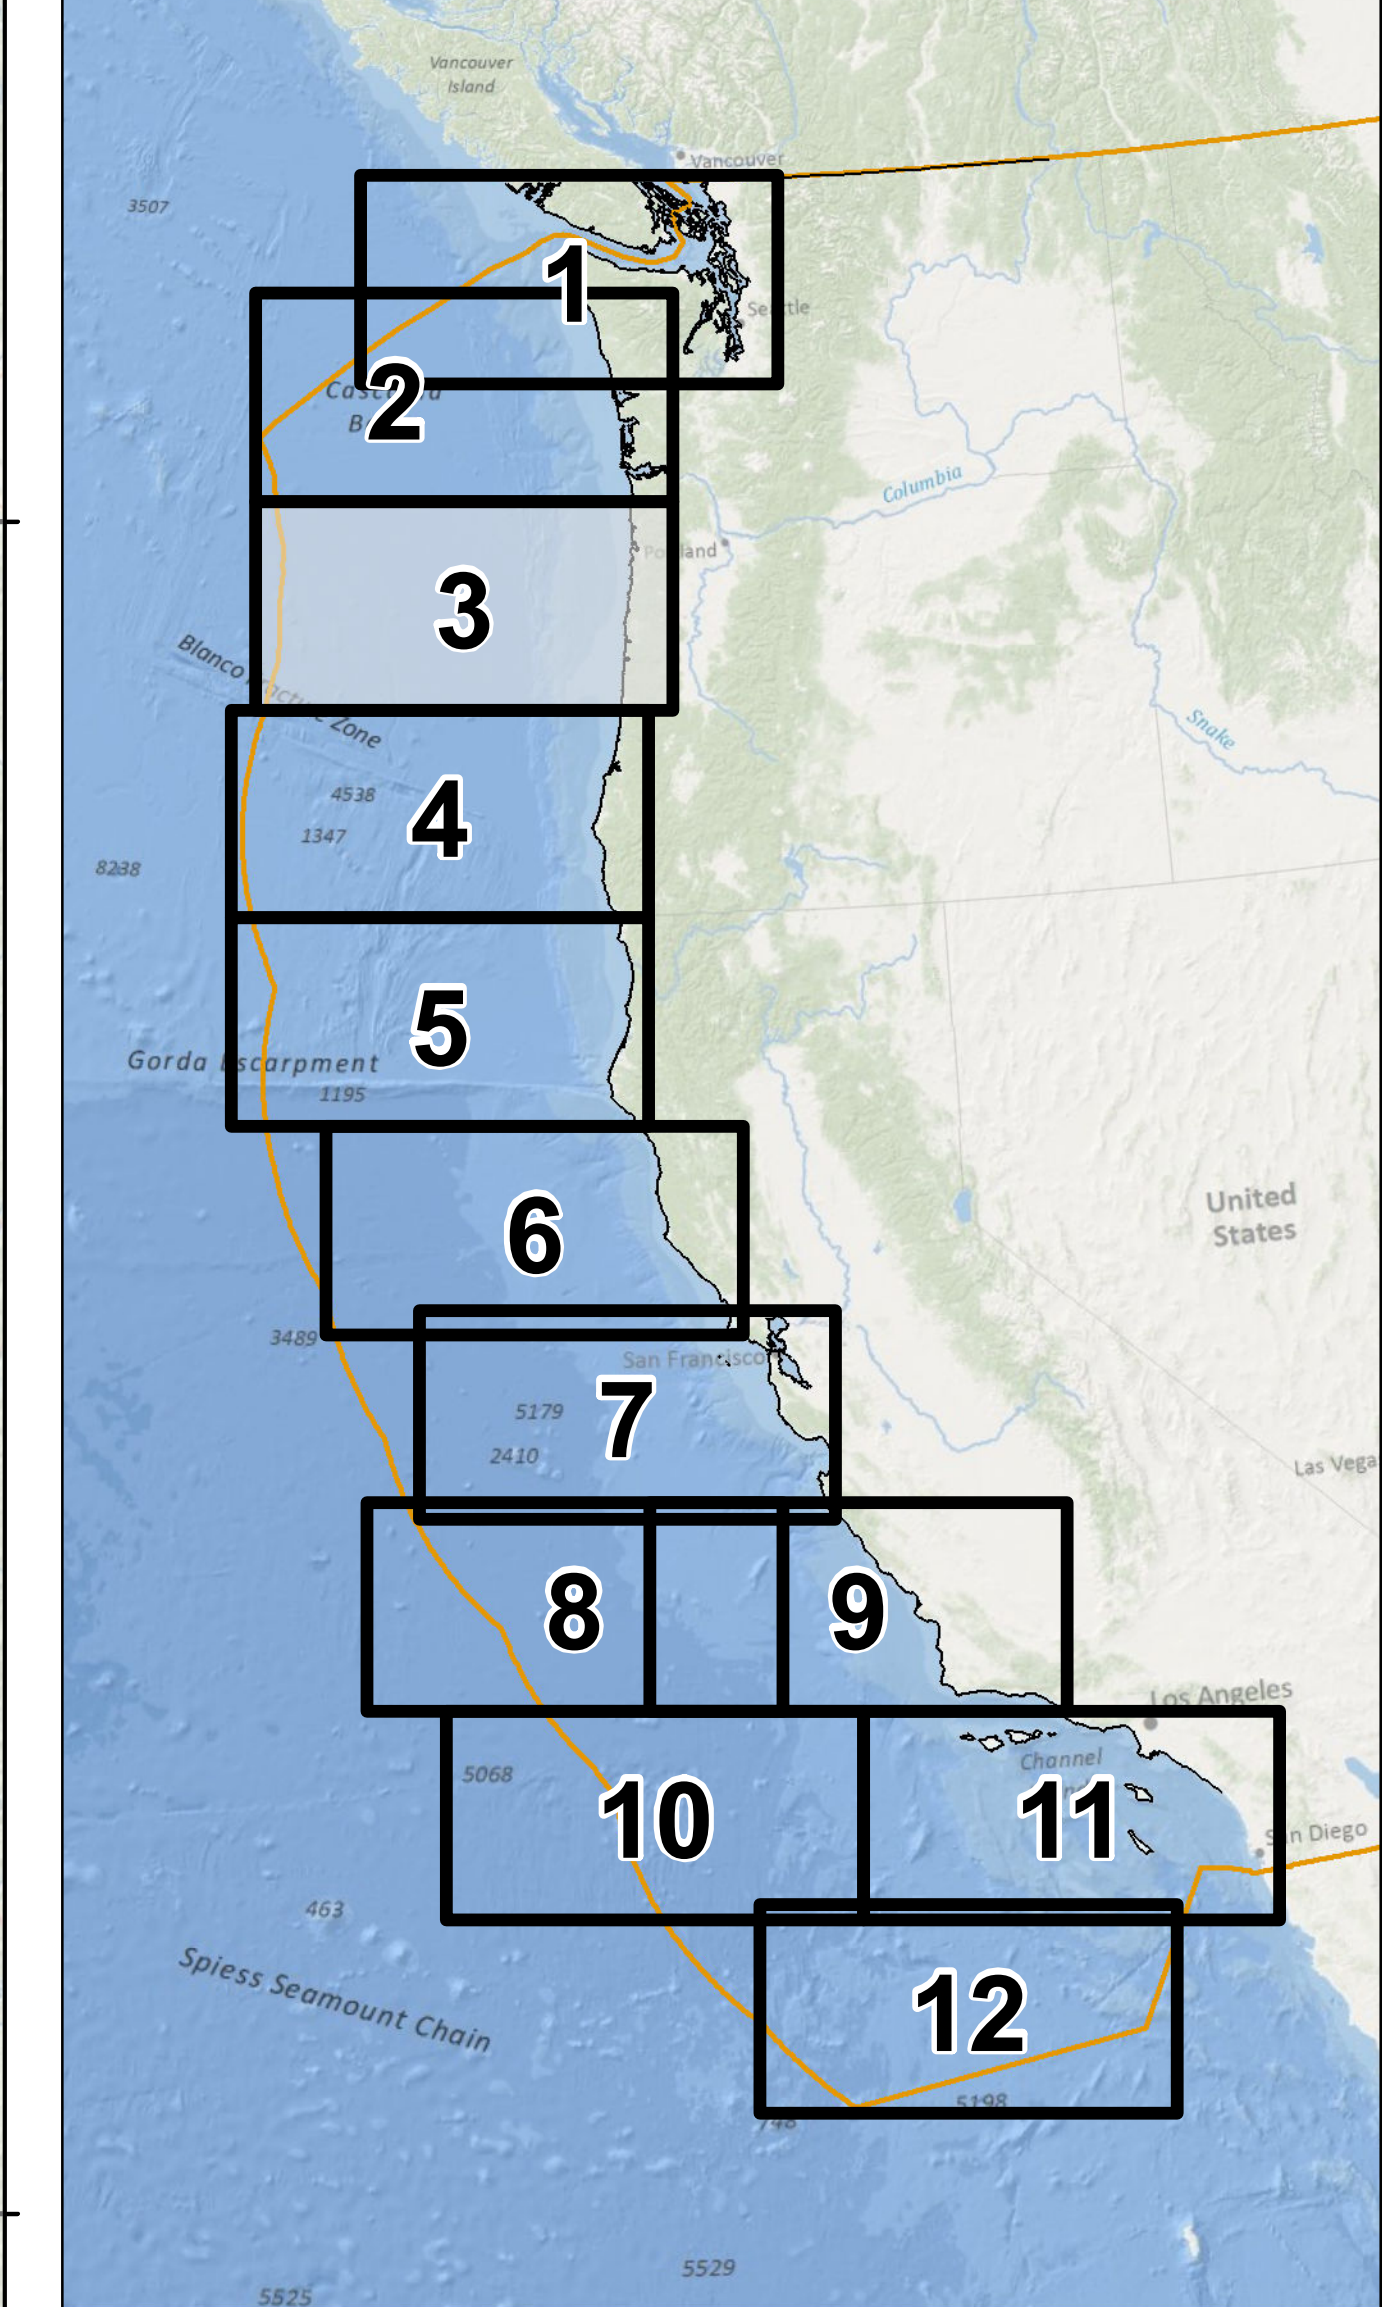 Vancouver
Island
Vancouver
3507
1
Seattle
2
Columbia
Portland
3
Blanco Fracture Zone
Snake
4538
4
1347
8238
5
Gorda Escarpment
1195
United
States
6
3489
San Francisco
7
5179
2410
Las Vega
8
9
Los Angeles
5068
Channel
10
11
San Diego
463
Spiess Seamount Chain
12
5198
748
5529
5525